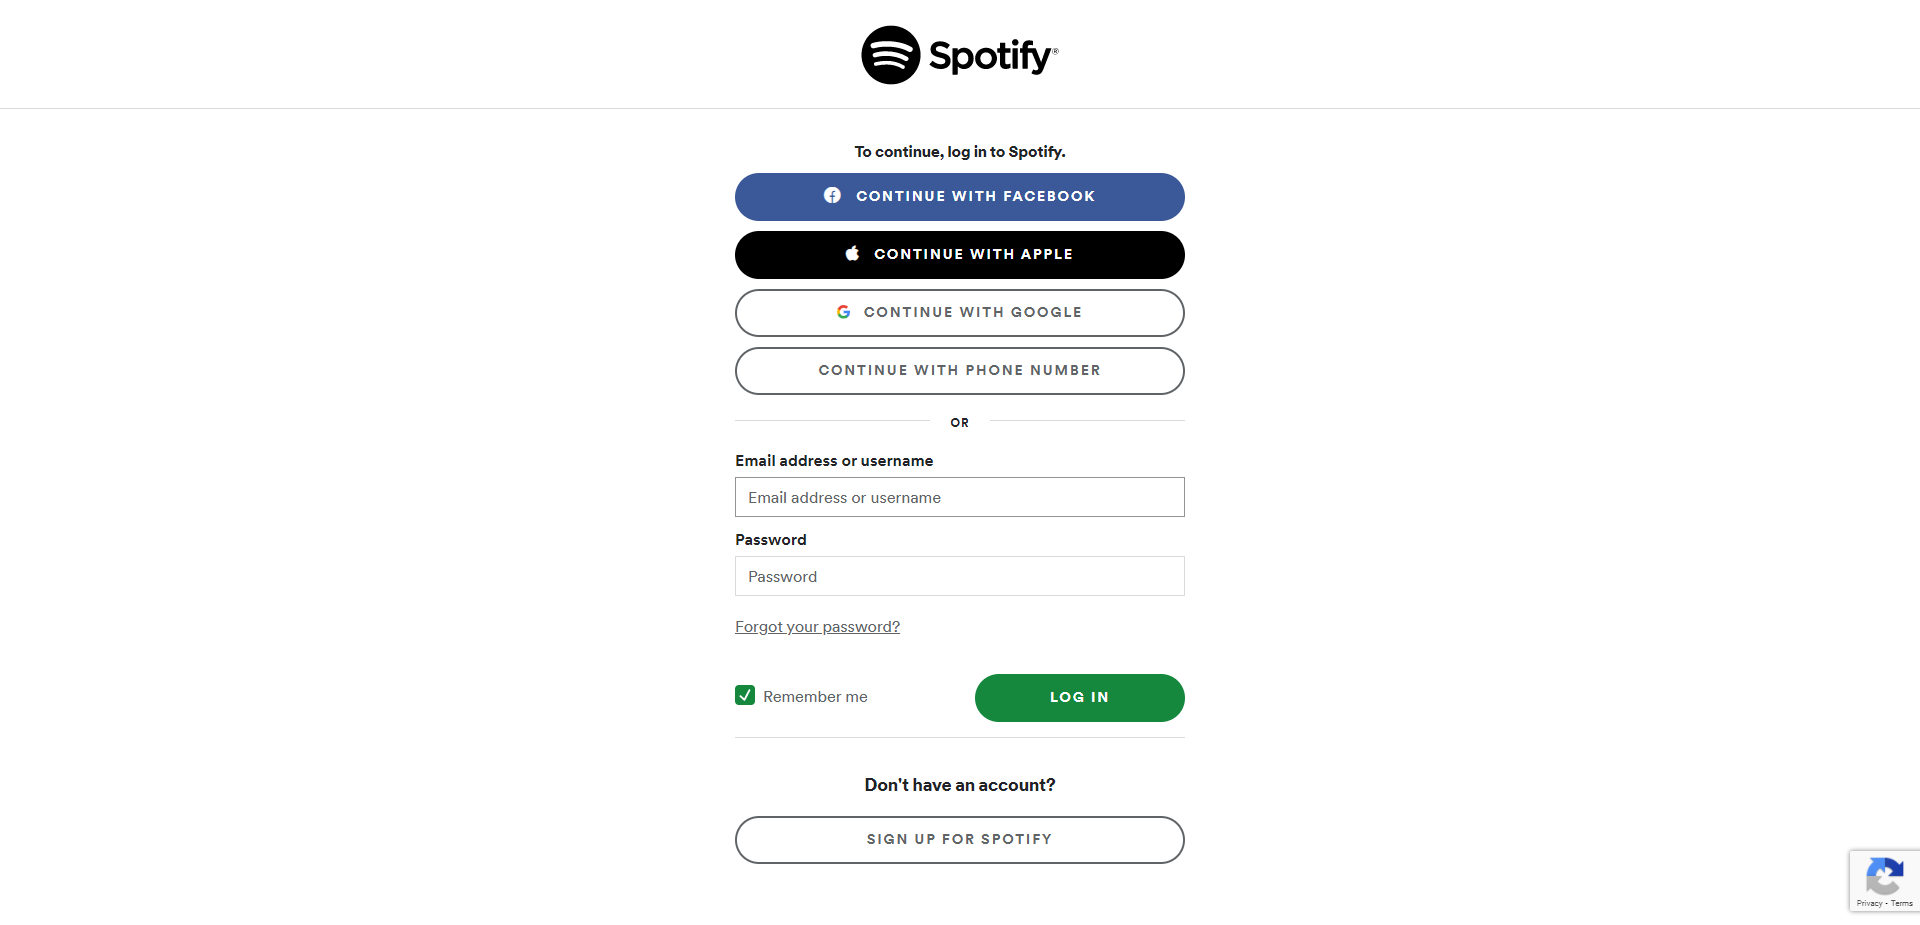 Spotify®
To continue, log in to Spotify.
CONTINUE WITH FACEBOOK
CONTINUE WITH APPLE
CONTINUE WITH GOOGLE
CONTINUE WITH PHONE NUMBER
OR
Email address or username
Email address or username
Password
Password
Forgot your password?
Remember me
LOG IN
Don't have an account?
SIGN UP FOR SPOTIFY
Privacy - Terms